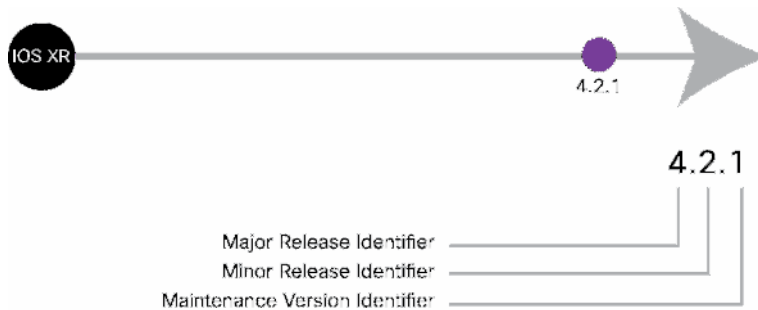 IOS XR
4.2.1
4.2.1
Major Release Identifier
Minor Release Identifier
Maintenance Version Identifier